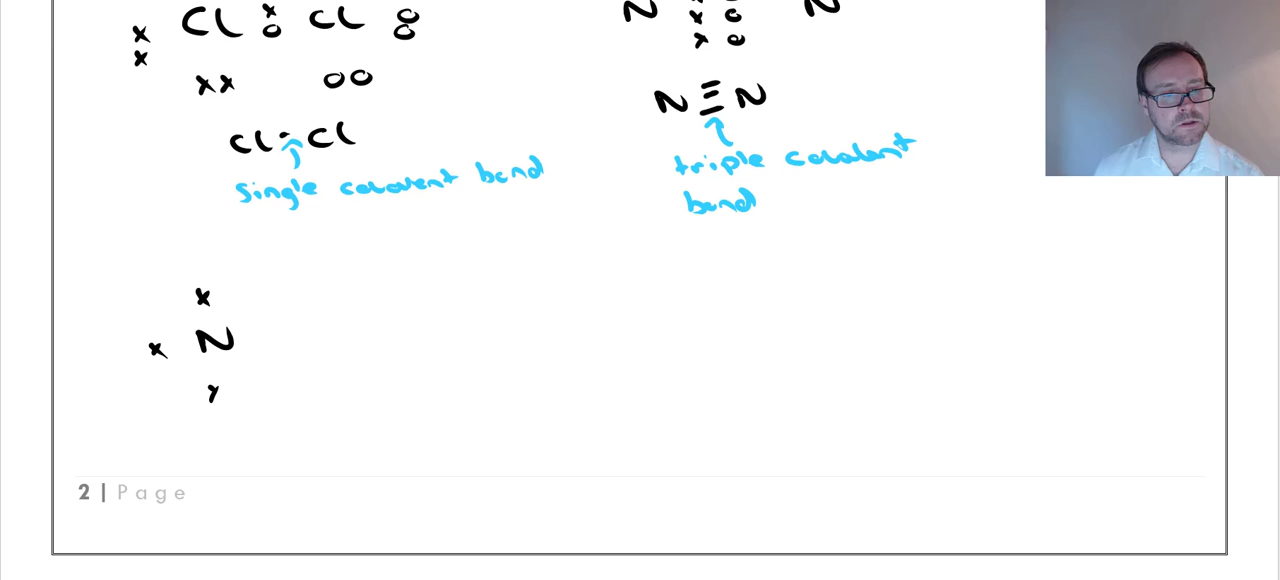 x Cl x o Cl o o
x
N x o N
x o
x x o o
N ≡ N
Cl - Cl
single covalent bond
triple covalent
bond
x
x N
x
2 | Page